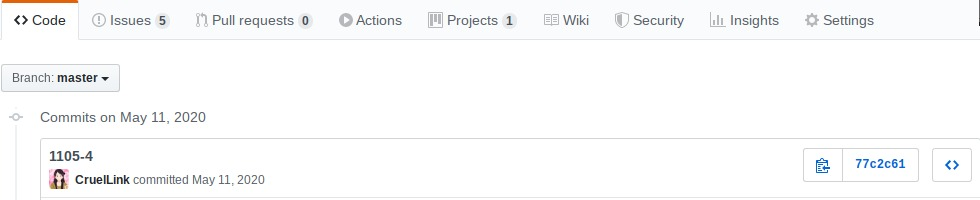 Code Issues 5 Pull requests 0 Actions Projects 1 Wiki Security Insights Settings
Branch: master
Commits on May 11, 2020
1105-4
77c2c61
CruelLink committed May 11, 2020